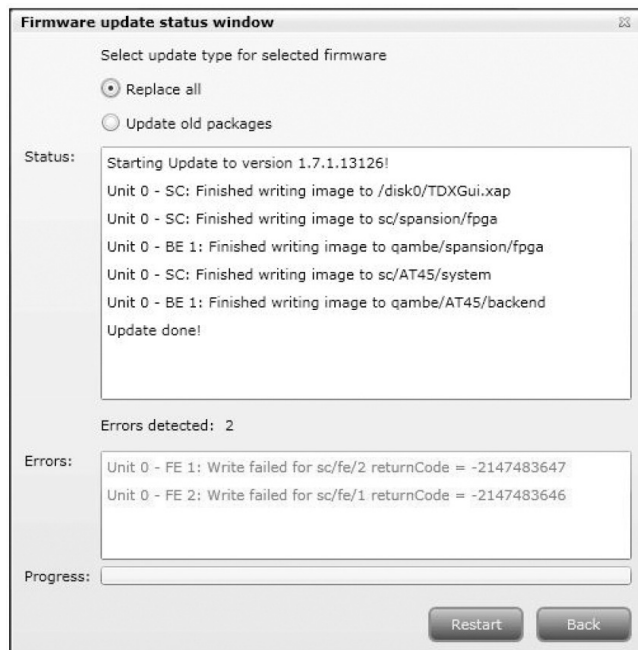 Firmware update status window
Select update type for selected firmware
Replace all
Update old packages
Status:
Starting Update to version 1.7.1.13126!
Unit 0 - SC: Finished writing image to /disk0/TDXGui.xap
Unit 0 - SC: Finished writing image to sc/spansion/fpga
Unit 0 - BE 1: Finished writing image to qambe/spansion/fpga
Unit 0 - SC: Finished writing image to sc/AT45/system
Unit 0 - BE 1: Finished writing image to qambe/AT45/backend
Update done!
Errors detected: 2
Errors:
Unit 0 - FE 1: Write failed for sc/fe/2 returnCode = -2147483647
Unit 0 - FE 2: Write failed for sc/fe/1 returnCode = -2147483646
Progress:
Restart
Back